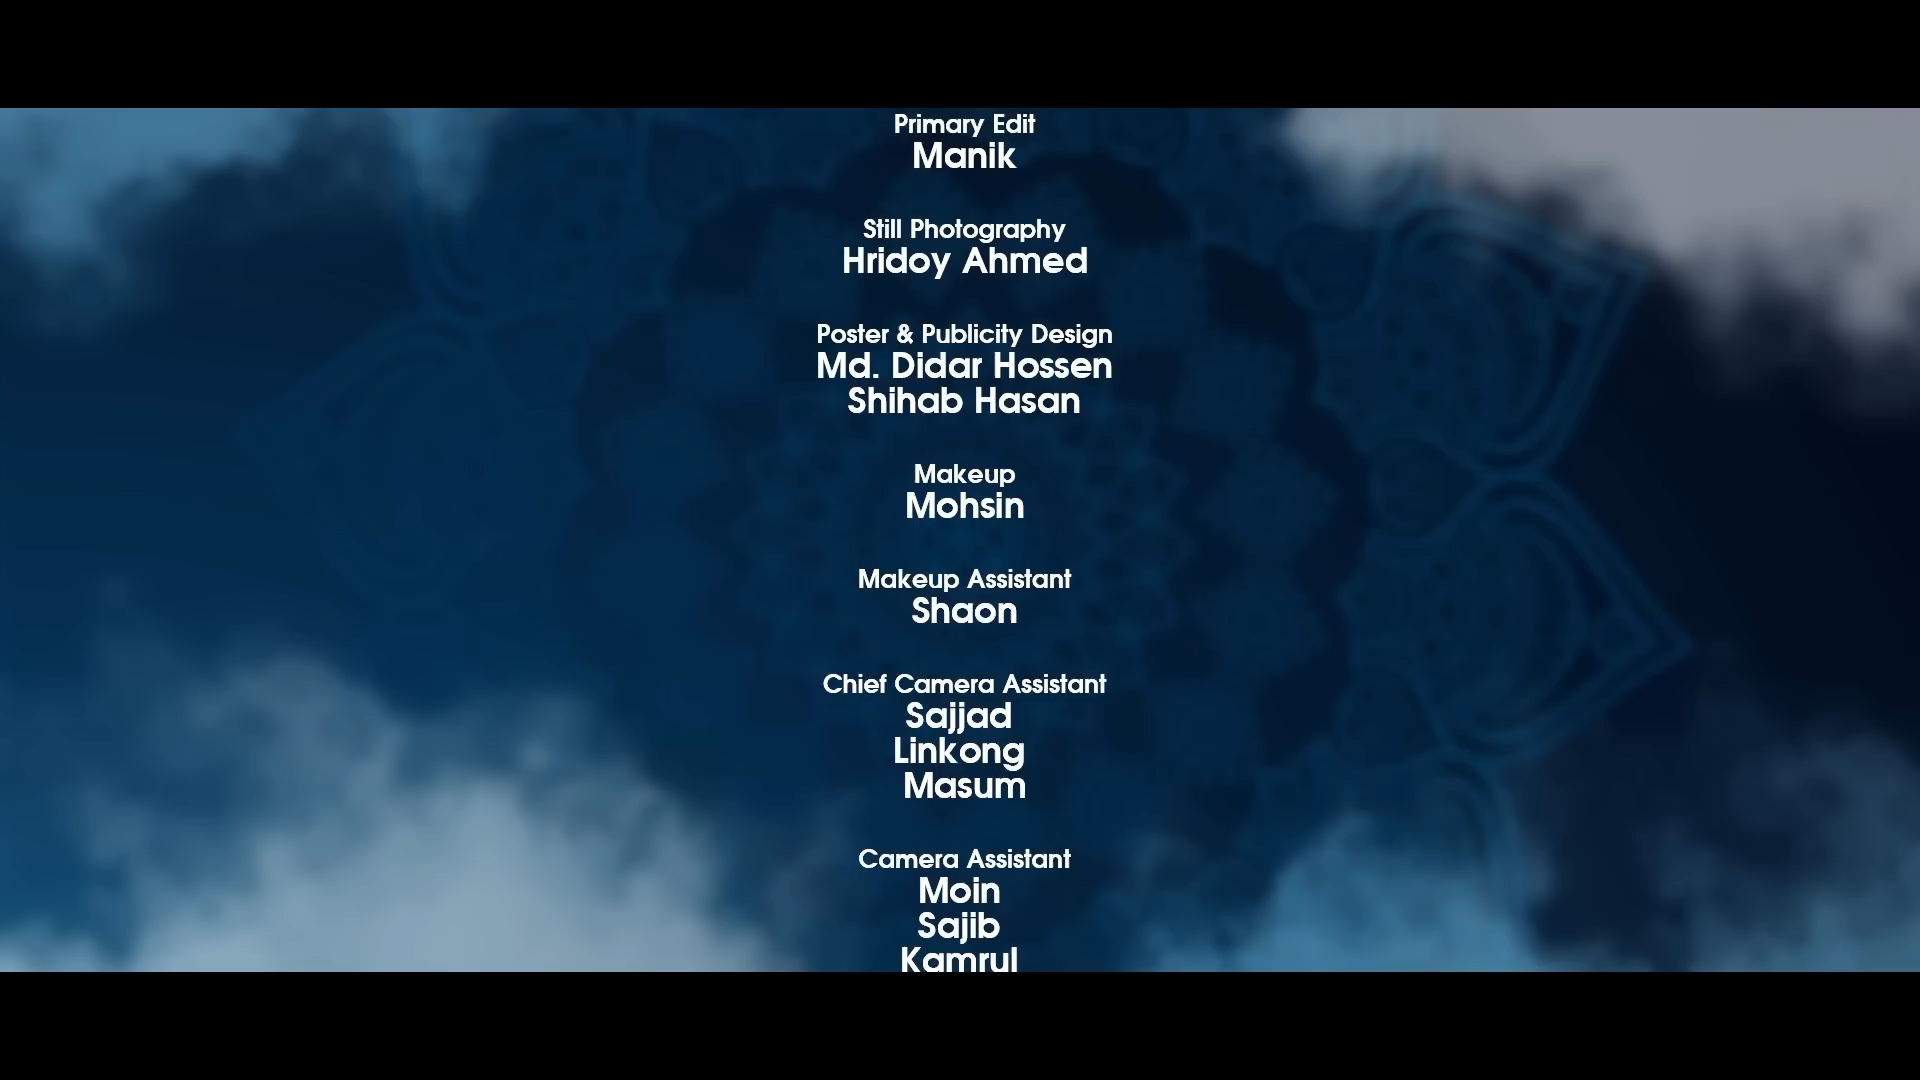 Primary Edit
Manik
Still Photography
Hridoy Ahmed
Poster & Publicity Design
Md. Didar Hossen
Shihab Hasan
Makeup
Mohsin
Makeup Assistant
Shaon
Chief Camera Assistant
Sajjad
Linkong
Masum
Camera Assistant
Moin
Sajib
Kamrul